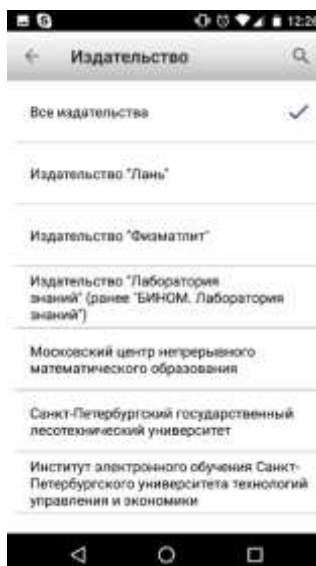 12:26
Издательство
Все издательства
Издательство "Лань"
Издательство "Физматлит"
Издательство "Лаборатория
знаний" (ранее "БИНОМ. Лаборатория
знаний")
Московский центр непрерывного
математического образования
Санкт-Петербургский государственный
лесотехнический университет
Институт электронного обучения Санкт-
Петербургского университета технологий
управления и экономики